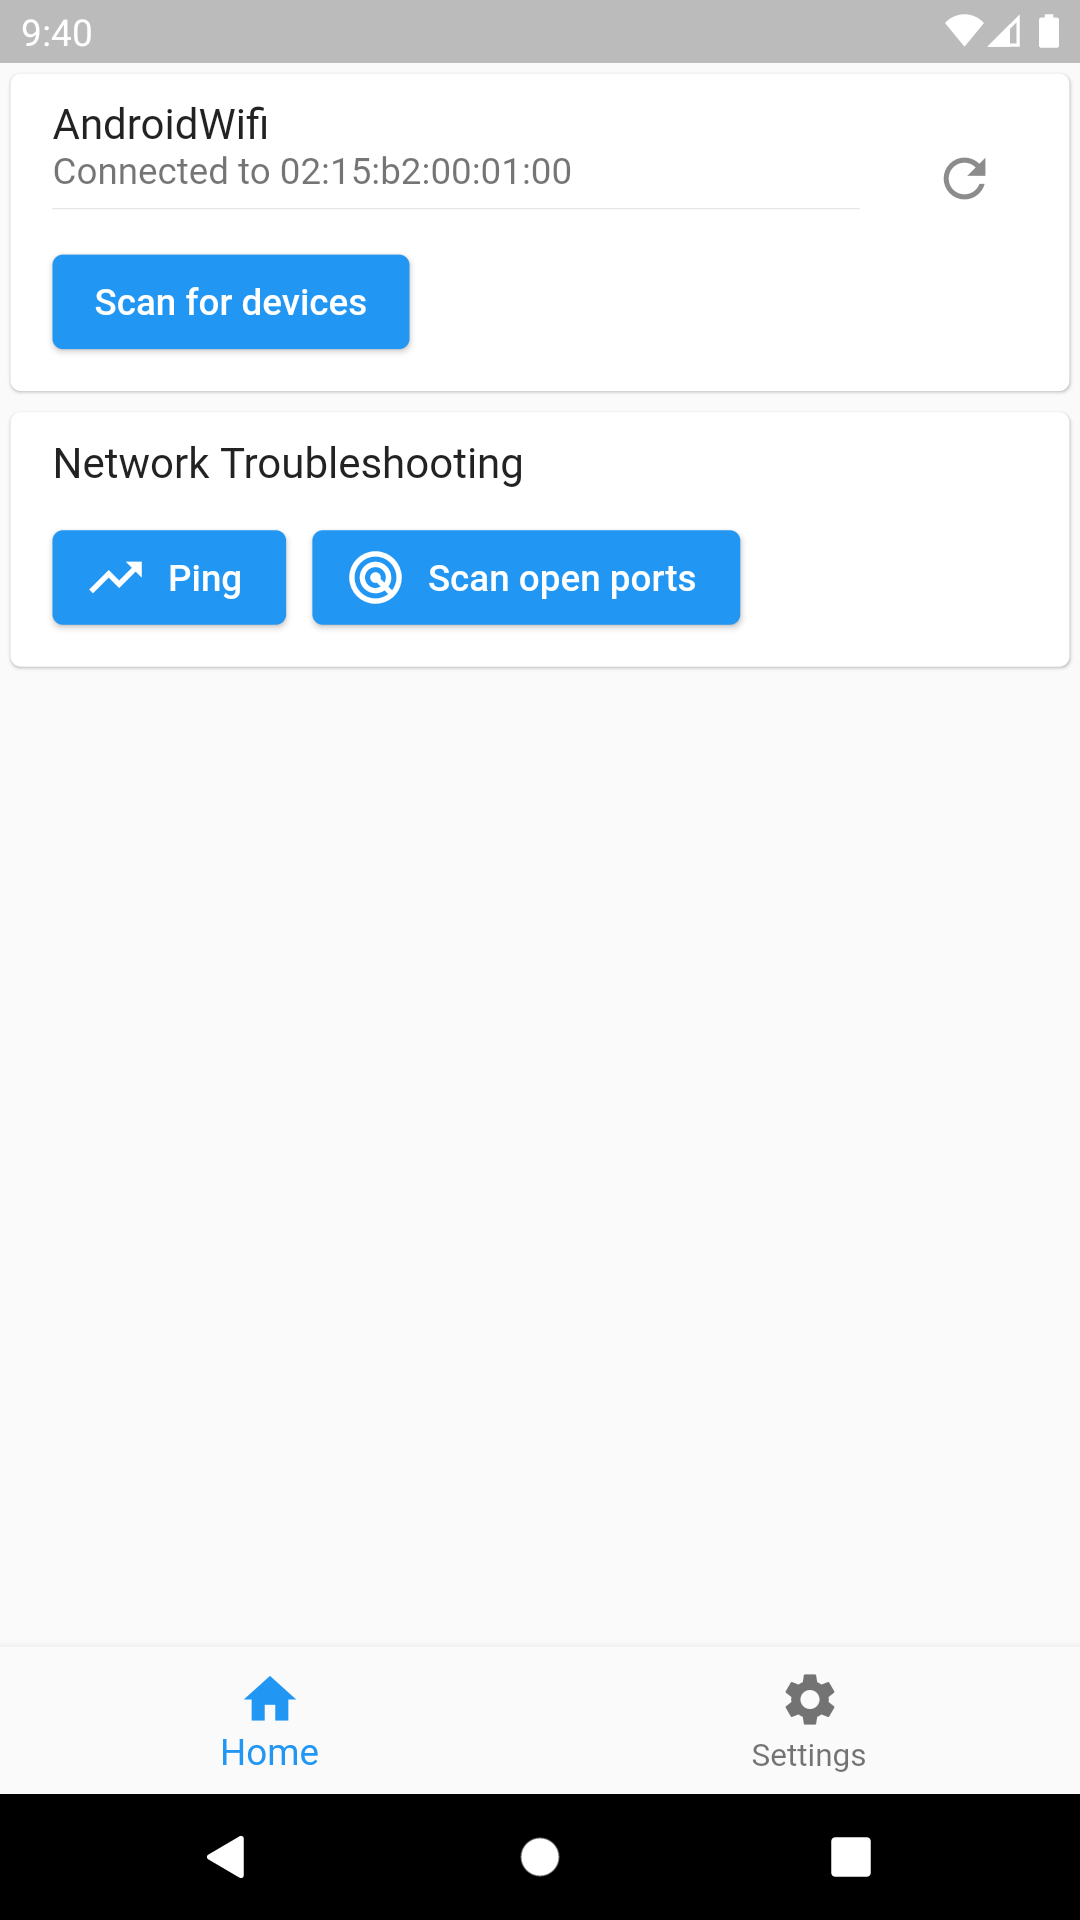 9:40
AndroidWifi
Connected to 02:15:b2:00:01:00
Scan for devices
Network Troubleshooting
Ping
Scan open ports
Home
Settings